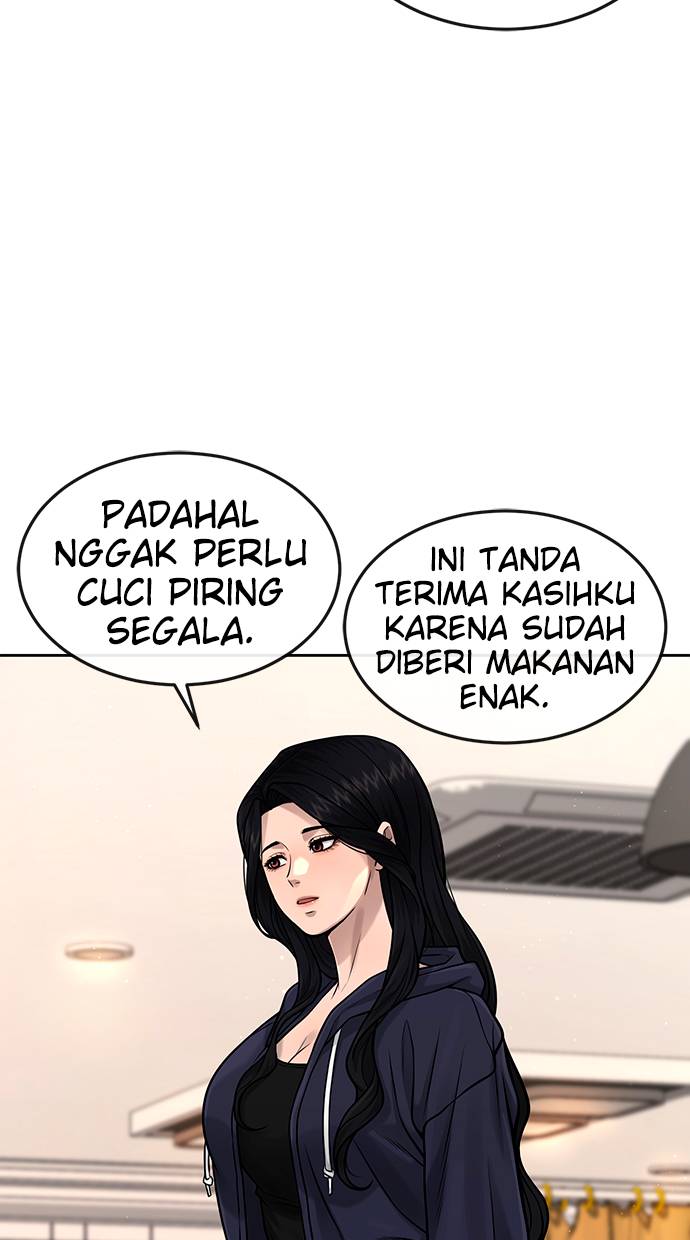 PADAHAL
NGGAK PERLU
CUCI PIRING
SEGALA.
INI TANDA
TERIMA KASIHKU
KARENA SUDAH
DIBERI MAKANAN
ENAK.